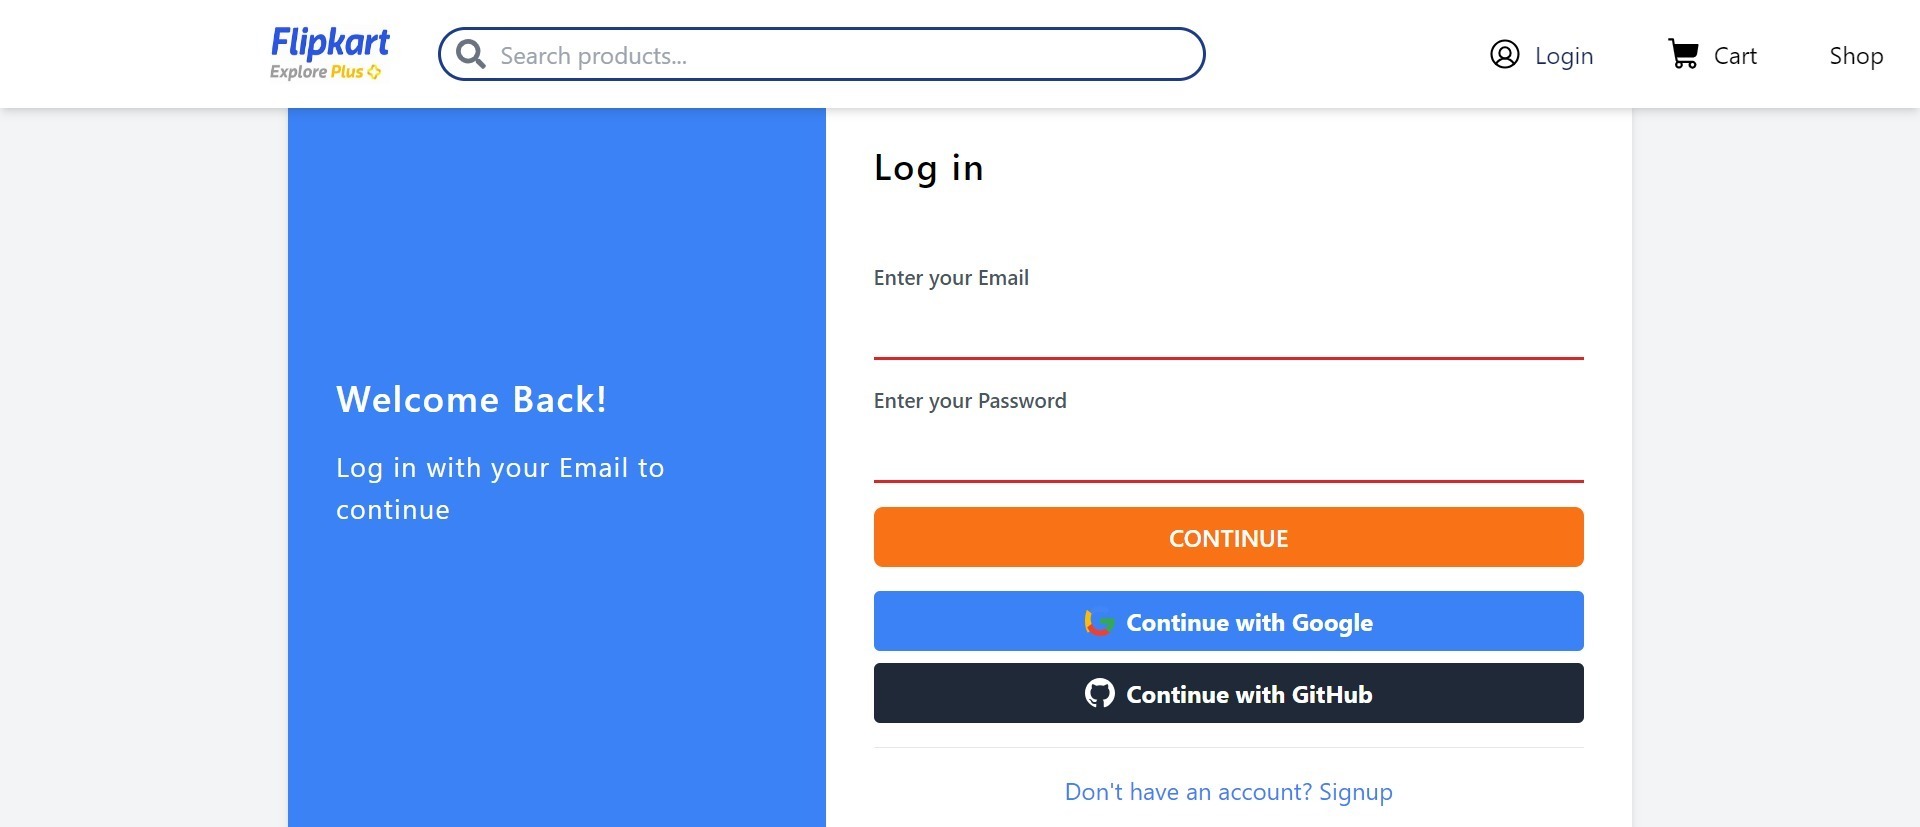 Flipkart
Explore Plus
Search products...
Login
Cart
Shop
Welcome Back!
Log in with your Email to
continue
Log in
Enter your Email
Enter your Password
CONTINUE
Continue with Google
Continue with GitHub
Don't have an account? Signup